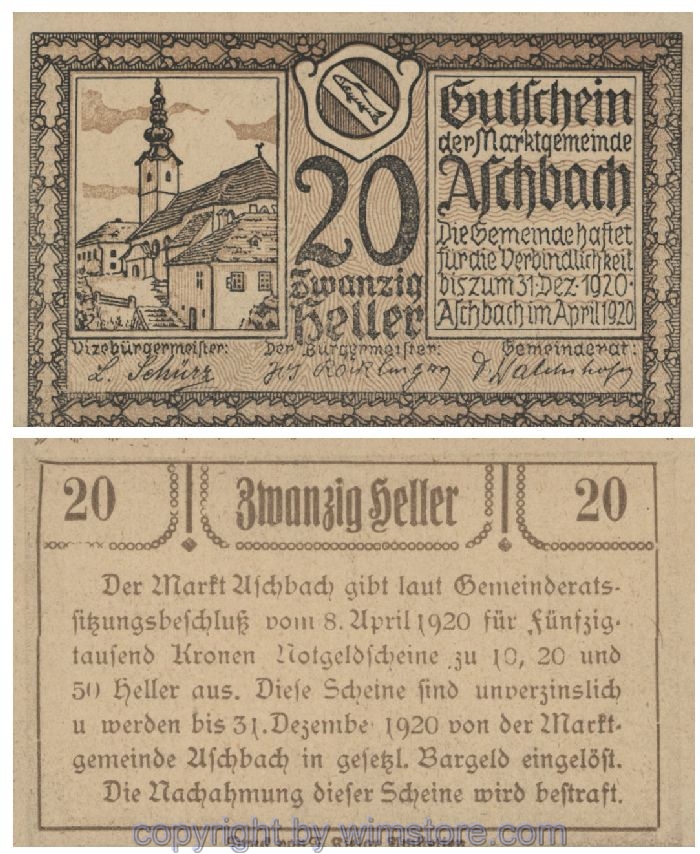 Gutschein
der Marktgemeinde
Aschbach
Die Gemeinde haftet
für die Verbindlichkeit
bis zum 31. Dez. 1920.
Aschbach im April 1920
20
Zwanzig
Heller
Vizebürgermeister: Der Bürgermeister: Gemeinderat:
L. Schürz
20 Zwanzig Heller 20
Der Markt Aschbach gibt laut Gemeinderats-
sitzungsbeschluß vom 8. April 1920 für Fünfzig-
tausend Kronen Notgeldscheine zu 10, 20 und
50 Heller aus. Diese Scheine sind unverzinslich
u werden bis 31. Dezembe 1920 von der Markt-
gemeinde Aschbach in gesetzl. Bargeld eingelöst.
Die Nachahmung dieser Scheine wird bestraft.
copyright by wimstore.com